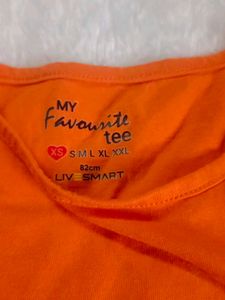 MY
Favourite
tee
XS S M L XL XXL
82cm
LIVE SMART